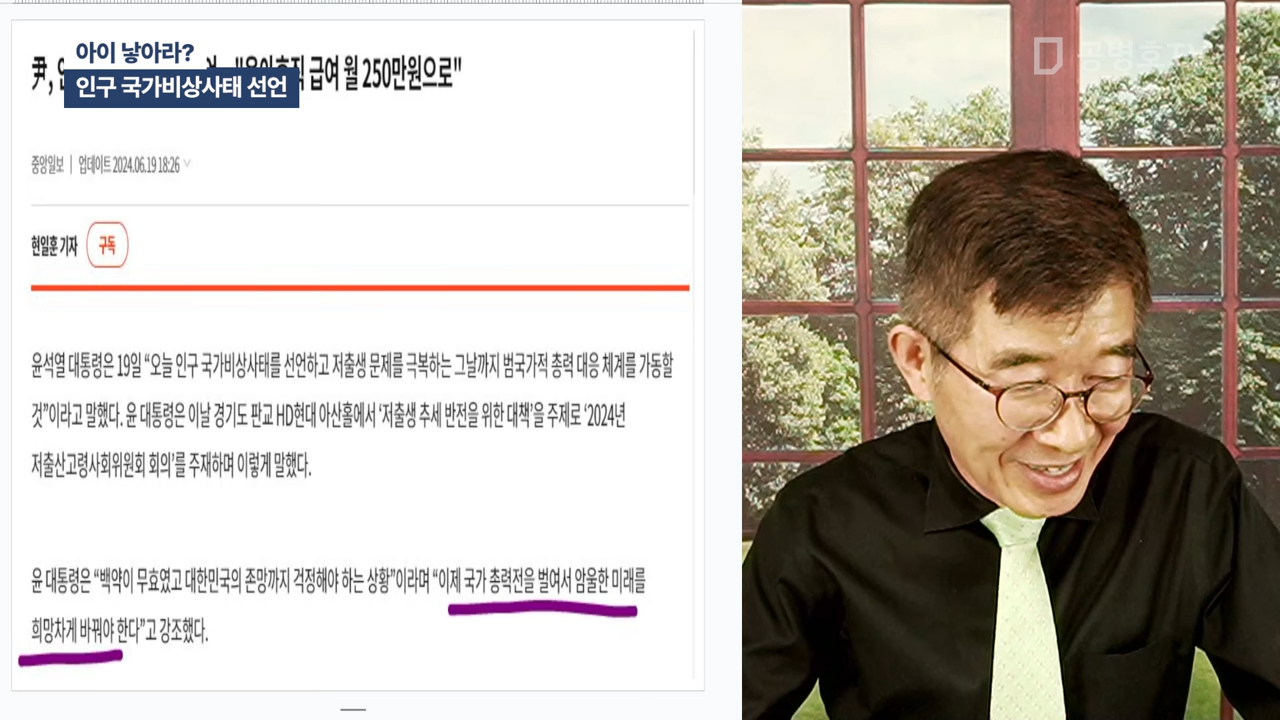 아이 낳아라?
인구 국가비상사태 선언
尹, 급여 월 250만원으로"
중앙일보 | 업데이트 2024.06.19 18:26
현일훈 기자
구독
윤석열 대통령은 19일 “오늘 인구 국가비상사태를 선언하고 저출생 문제를 극복하는 그날까지 범국가적 총력 대응 체계를 가동할
것”이라고 말했다. 윤 대통령은 이날 경기도 판교 HD현대 아산홀에서 ‘저출생 추세 반전을 위한 대책’을 주제로 ‘2024년
저출산고령사회위원회 회의’를 주재하며 이렇게 말했다.
윤 대통령은 “백약이 무효였고 대한민국의 존망까지 걱정해야 하는 상황”이라며 “이제 국가 총력전을 벌여서 암울한 미래를
희망차게 바꿔야 한다”고 강조했다.